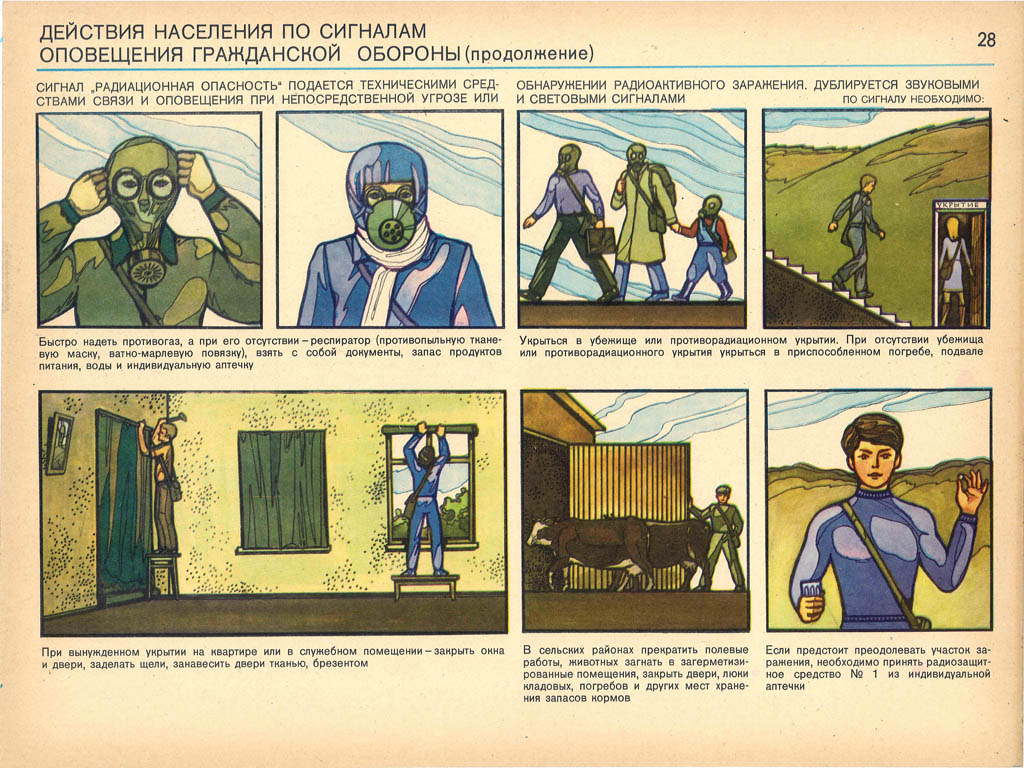 ДЕЙСТВИЯ НАСЕЛЕНИЯ ПО СИГНАЛАМ
ОПОВЕЩЕНИЯ ГРАЖДАНСКОЙ ОБОРОНЫ (продолжение)
28
СИГНАЛ „РАДИАЦИОННАЯ ОПАСНОСТЬ“ ПОДАЕТСЯ ТЕХНИЧЕСКИМИ СРЕД-
СТВАМИ СВЯЗИ И ОПОВЕЩЕНИЯ ПРИ НЕПОСРЕДСТВЕННОЙ УГРОЗЕ ИЛИ
ОБНАРУЖЕНИИ РАДИОАКТИВНОГО ЗАРАЖЕНИЯ. ДУБЛИРУЕТСЯ ЗВУКОВЫМИ
И СВЕТОВЫМИ СИГНАЛАМИ
ПО СИГНАЛУ НЕОБХОДИМО:
УКРЫТИЕ
Быстро надеть противогаз, а при его отсутствии – респиратор (противопыльную ткане-
вую маску, ватно-марлевую повязку), взять с собой документы, запас продуктов
питания, воды и индивидуальную аптечку
Укрыться в убежище или противорадиационном укрытии. При отсутствии убежища
или противорадиационного укрытия укрыться в приспособленном погребе, подвале
При вынужденном укрытии на квартире или в служебном помещении – закрыть окна
и двери, заделать щели, занавесить двери тканью, брезентом
В сельских районах прекратить полевые
работы, животных загнать в загерметизи-
рованные помещения, закрыть двери, люки
кладовых, погребов и других мест хране-
ния запасов кормов
Если предстоит преодолевать участок за-
ражения, необходимо принять радиозащит-
ное средство № 1 из индивидуальной
аптечки